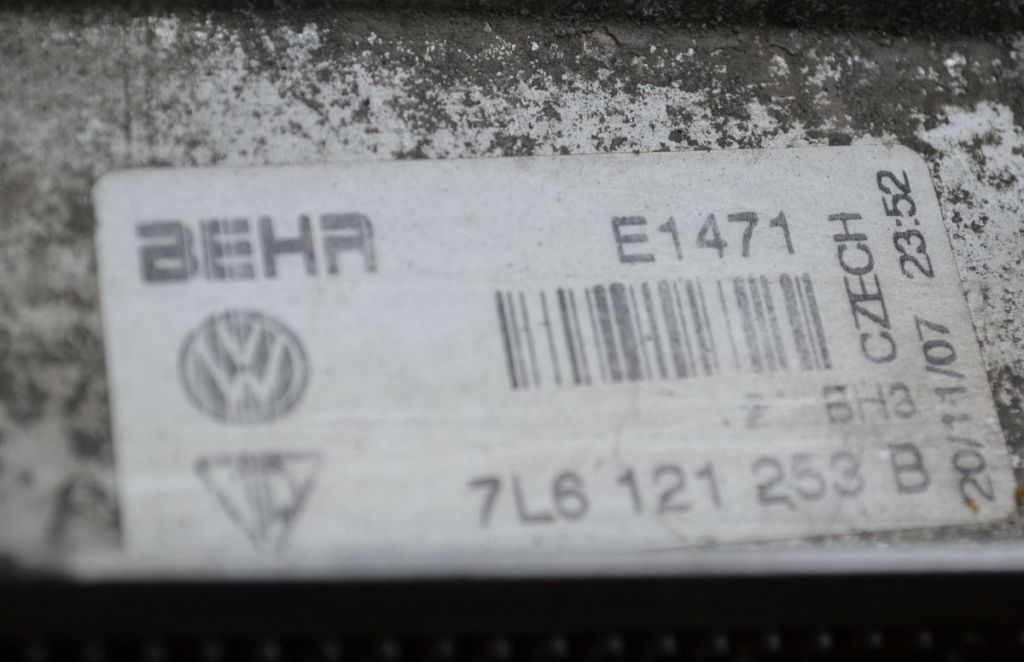 BEHR
E1471
Z BH3
7L6 121 253 B
CZECH
20/11/07 23:52